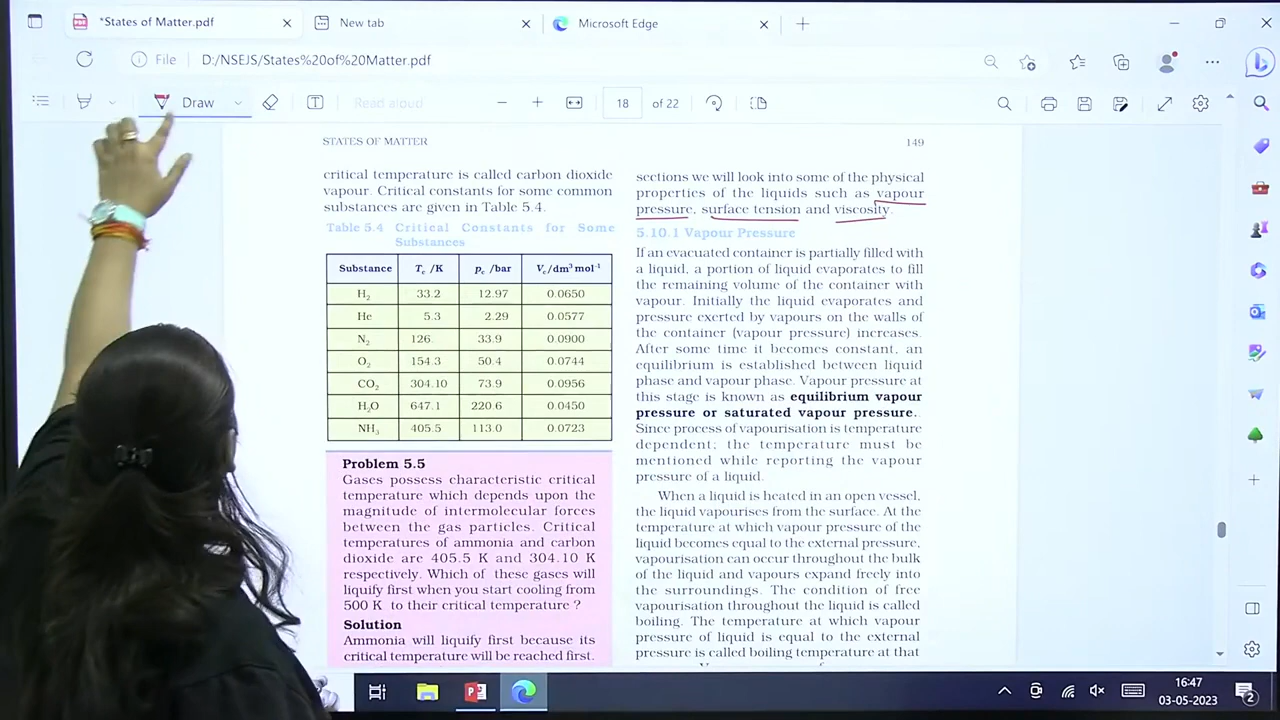 *States of Matter.pdf
New tab
Microsoft Edge
File D:/NSEJS/States%20of%20Matter.pdf
Draw Read aloud 18 of 22
STATES OF MATTER 149
critical temperature is called carbon dioxide
vapour. Critical constants for some common
substances are given in Table 5.4.
Table 5.4 Critical Constants for Some
Substances
Substance Tc /K pc /bar Vc/dm³ mol⁻¹
H₂ 33.2 12.97 0.0650
He 5.3 2.29 0.0577
N₂ 126. 33.9 0.0900
O₂ 154.3 50.4 0.0744
CO₂ 304.10 73.9 0.0956
H₂O 647.1 220.6 0.0450
NH₃ 405.5 113.0 0.0723
Problem 5.5
Gases possess characteristic critical
temperature which depends upon the
magnitude of intermolecular forces
between the gas particles. Critical
temperatures of ammonia and carbon
dioxide are 405.5 K and 304.10 K
respectively. Which of these gases will
liquify first when you start cooling from
500 K to their critical temperature ?
Solution
Ammonia will liquify first because its
critical temperature will be reached first.
sections we will look into some of the physical
properties of the liquids such as vapour
pressure, surface tension and viscosity.
5.10.1 Vapour Pressure
If an evacuated container is partially filled with
a liquid, a portion of liquid evaporates to fill
the remaining volume of the container with
vapour. Initially the liquid evaporates and
pressure exerted by vapours on the walls of
the container (vapour pressure) increases.
After some time it becomes constant, an
equilibrium is established between liquid
phase and vapour phase. Vapour pressure at
this stage is known as equilibrium vapour
pressure or saturated vapour pressure..
Since process of vapourisation is temperature
dependent; the temperature must be
mentioned while reporting the vapour
pressure of a liquid.
When a liquid is heated in an open vessel,
the liquid vapourises from the surface. At the
temperature at which vapour pressure of the
liquid becomes equal to the external pressure,
vapourisation can occur throughout the bulk
of the liquid and vapours expand freely into
the surroundings. The condition of free
vapourisation throughout the liquid is called
boiling. The temperature at which vapour
pressure of liquid is equal to the external
pressure is called boiling temperature at that
16:47
03-05-2023
2